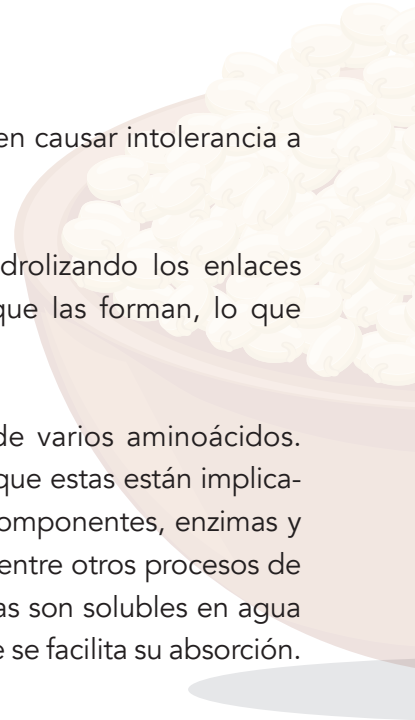 en causar intolerancia a
drolizando los enlaces
que las forman, lo que
de varios aminoácidos.
que estas están implica-
omponentes, enzimas y
entre otros procesos de
as son solubles en agua
e se facilita su absorción.